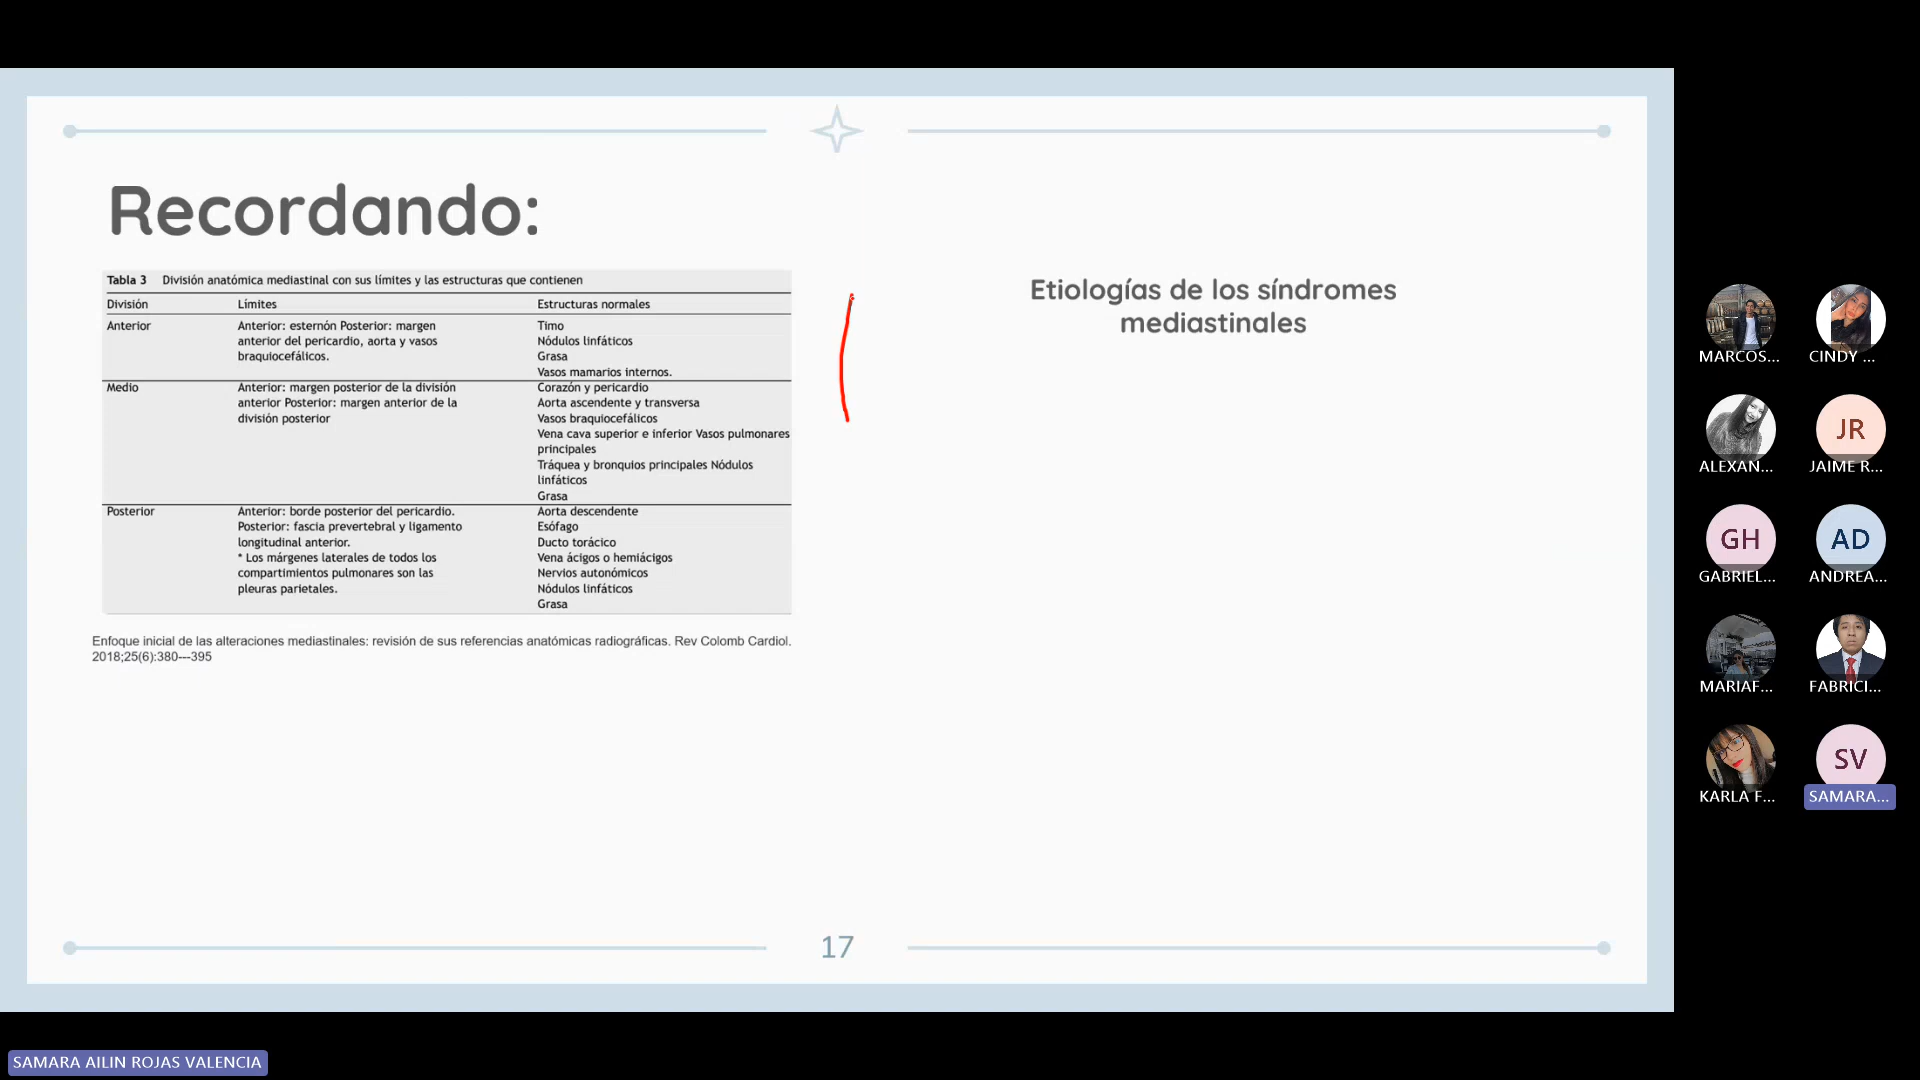 Recordando:
Tabla 3 División anatómica mediastinal con sus límites y las estructuras que contienen
División Límites Estructuras normales
Anterior Anterior: esternón Posterior: margen Timo
anterior del pericardio, aorta y vasos Nódulos linfáticos
braquiocefálicos. Grasa
Vasos mamarios internos.
Medio Anterior: margen posterior de la división Corazón y pericardio
anterior Posterior: margen anterior de la Aorta ascendente y transversa
división posterior Vasos braquiocefálicos
Vena cava superior e inferior Vasos pulmonares
principales
Tráquea y bronquios principales Nódulos
linfáticos
Grasa
Posterior Anterior: borde posterior del pericardio. Aorta descendente
Posterior: fascia prevertebral y ligamento Esófago
longitudinal anterior. Ducto torácico
* Los márgenes laterales de todos los Vena ácigos o hemiácigos
compartimientos pulmonares son las Nervios autonómicos
pleuras parietales. Nódulos linfáticos
Grasa
Enfoque inicial de las alteraciones mediastinales: revisión de sus referencias anatómicas radiográficas. Rev Colomb Cardiol.
2018;25(6):380---395
Etiologías de los síndromes
mediastinales
17
MARCOS... CINDY ...
ALEXAN... JR JAIME R...
GH GABRIEL... AD ANDREA...
MARIAF... FABRICI...
KARLA F... SV SAMARA...
SAMARA AILIN ROJAS VALENCIA